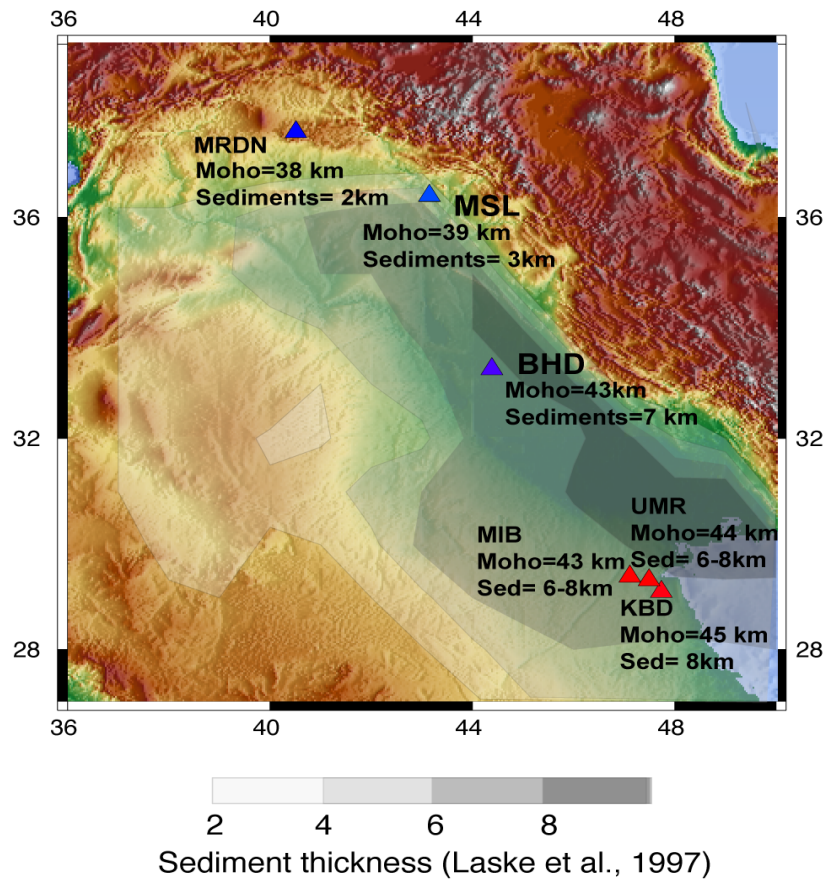 36 40 44 48
MRDN
Moho=38 km
Sediments= 2km
MSL
Moho=39 km
Sediments= 3km
36 36
BHD
Moho=43km
Sediments=7 km
32 32
UMR
Moho=44 km
Sed= 6-8km
MIB
Moho=43 km
Sed= 6-8km
KBD
Moho=45 km
Sed= 8km
28 28
36 40 44 48
2 4 6 8
Sediment thickness (Laske et al., 1997)